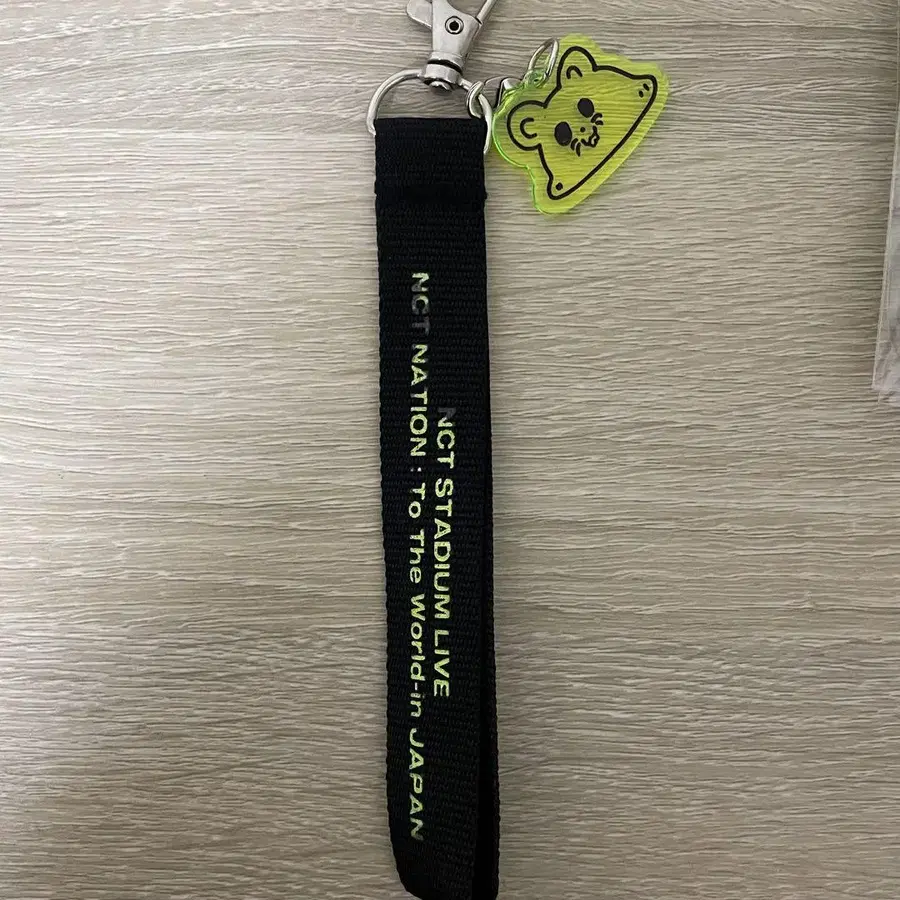 NCT STADIUM LIVE
NCT NATION : To The World-in JAPAN